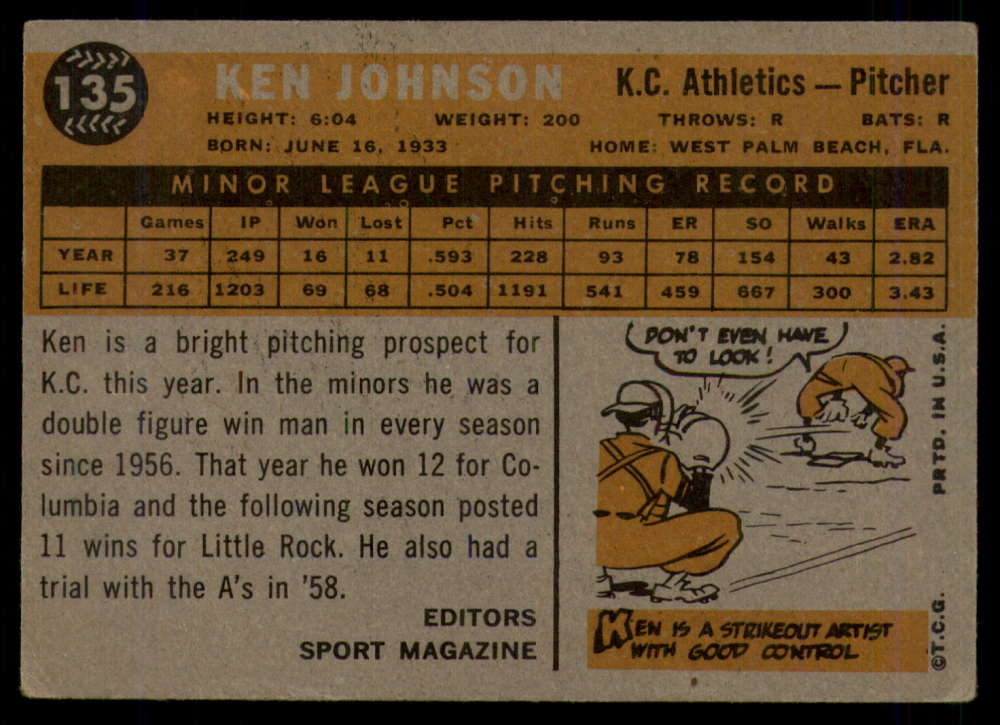 135
KEN JOHNSON
K.C. Athletics — Pitcher
HEIGHT: 6:04 WEIGHT: 200 THROWS: R BATS: R
BORN: JUNE 16, 1933 HOME: WEST PALM BEACH, FLA.
MINOR LEAGUE PITCHING RECORD
Games IP Won Lost Pct Hits Runs ER SO Walks ERA
YEAR 37 249 16 11 .593 228 93 78 154 43 2.82
LIFE 216 1203 69 68 .504 1191 541 459 667 300 3.43
Ken is a bright pitching prospect for
K.C. this year. In the minors he was a
double figure win man in every season
since 1956. That year he won 12 for Co-
lumbia and the following season posted
11 wins for Little Rock. He also had a
trial with the A's in '58.
EDITORS
SPORT MAGAZINE
DON'T EVEN HAVE
TO LOOK!
KEN IS A STRIKEOUT ARTIST
WITH GOOD CONTROL
PRTD. IN U.S.A.
©T.C.G.